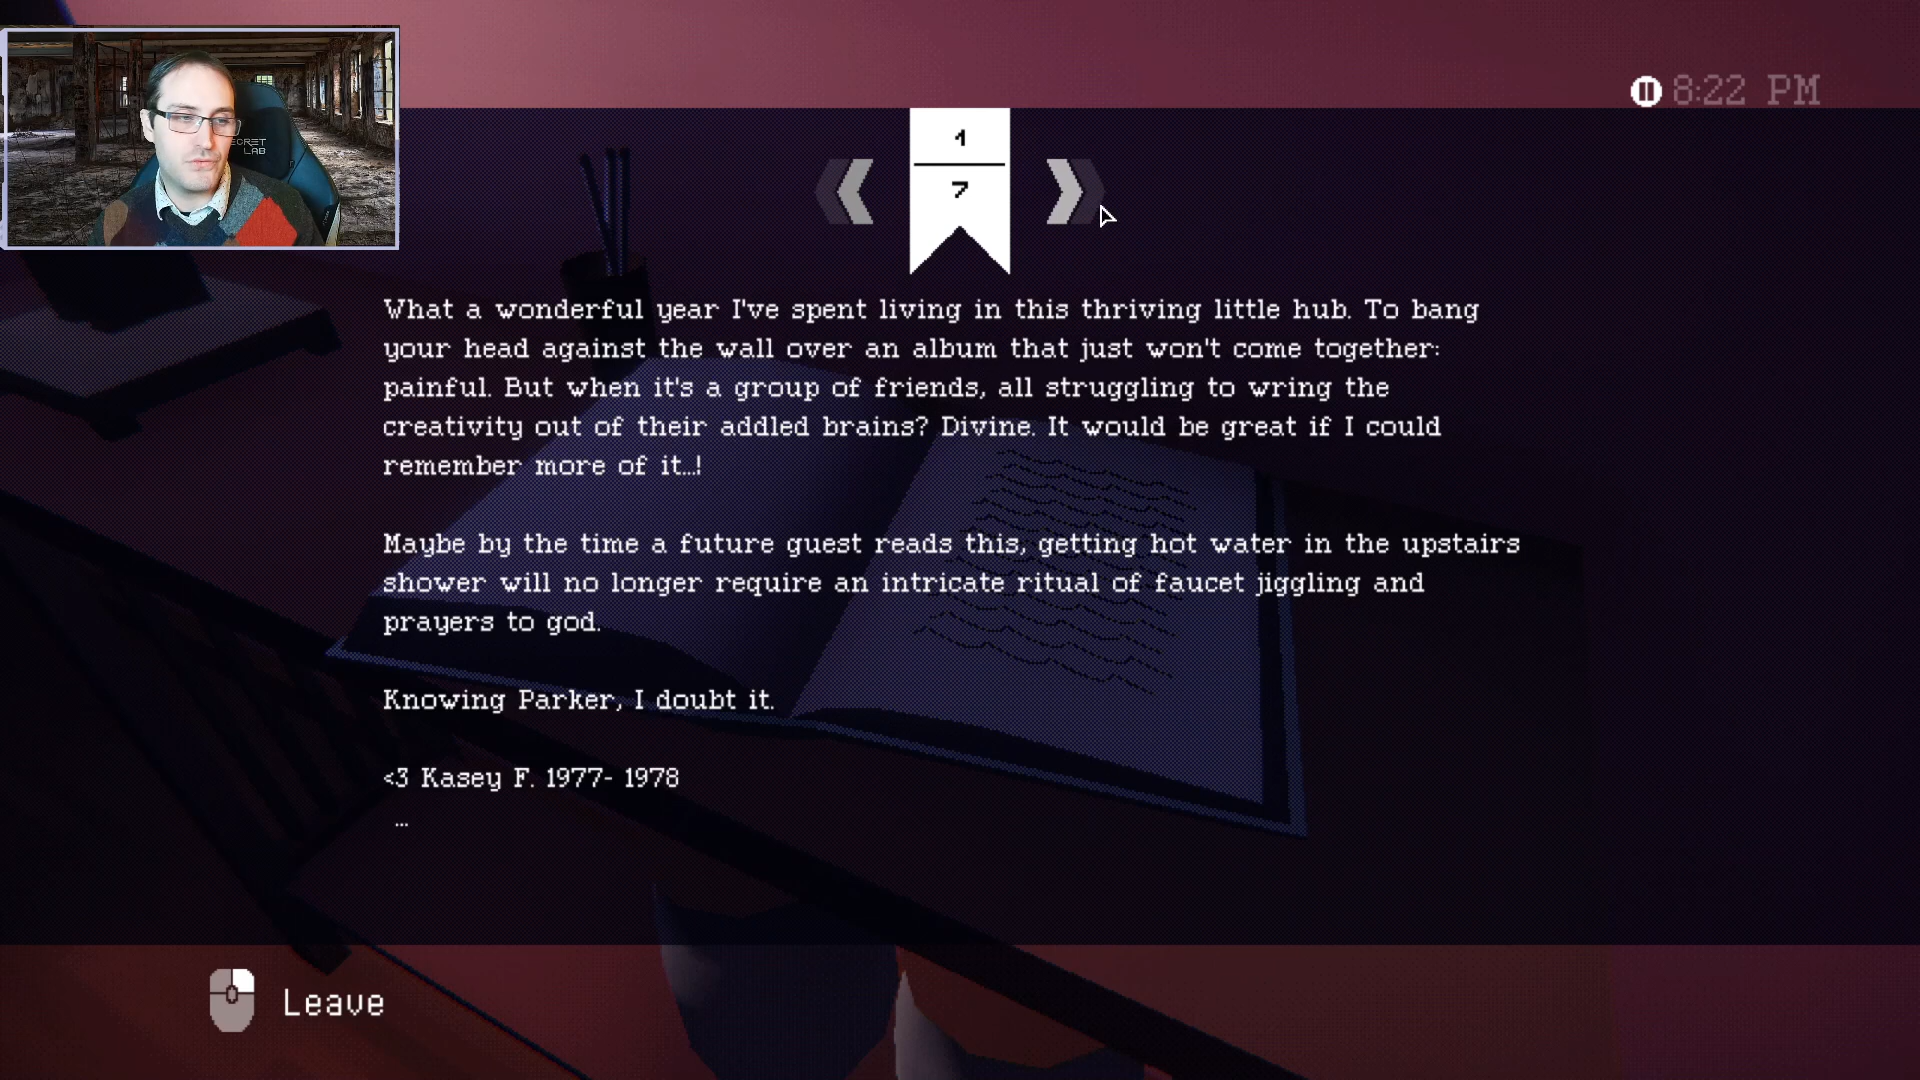 SECRET
LAB
8:22 PM
1
7
What a wonderful year I've spent living in this thriving little hub. To bang
your head against the wall over an album that just won't come together:
painful. But when it's a group of friends, all struggling to wring the
creativity out of their addled brains? Divine. It would be great if I could
remember more of it...!
Maybe by the time a future guest reads this, getting hot water in the upstairs
shower will no longer require an intricate ritual of faucet jiggling and
prayers to god.
Knowing Parker, I doubt it.
<3 Kasey F. 1977- 1978
...
Leave